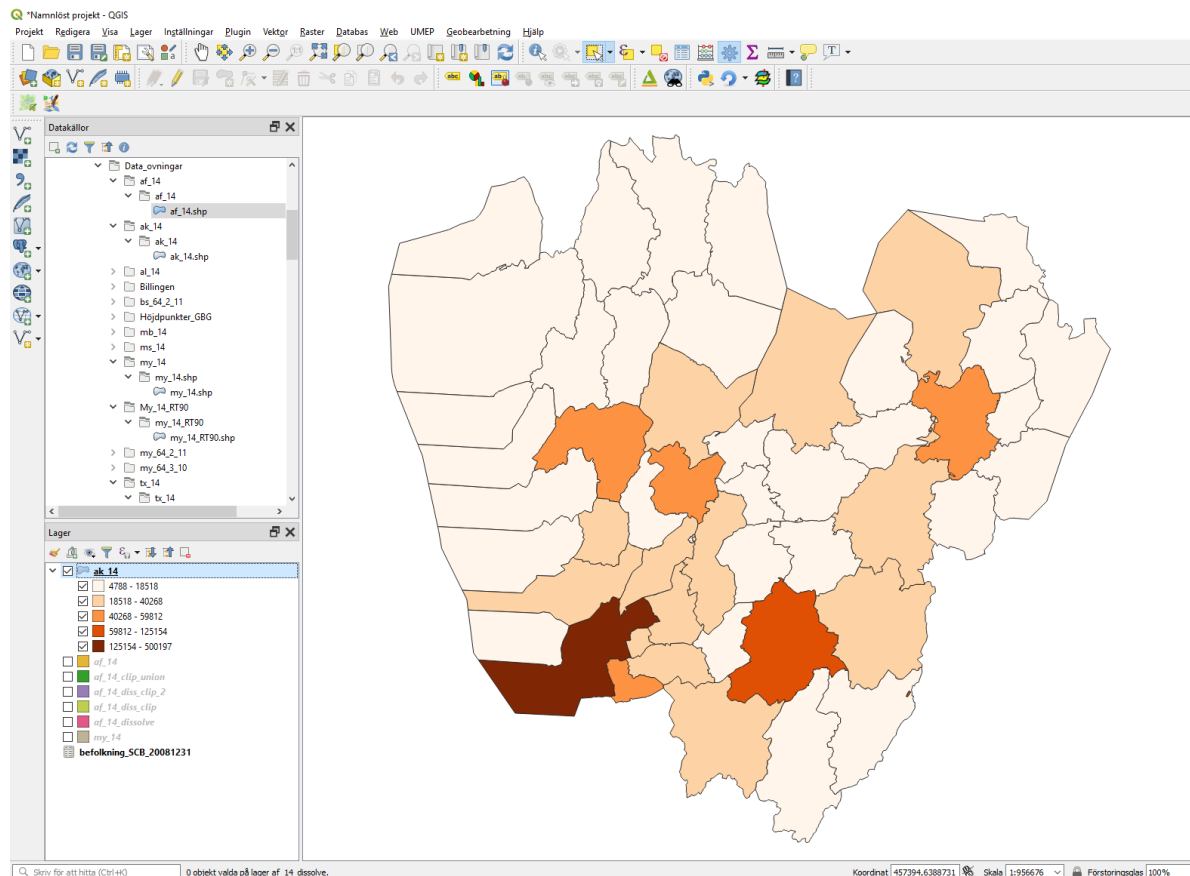 *Namnlöst projekt - QGIS
Projekt Redigera Visa Lager Inställningar Plugin Vektor Raster Databas Web UMEP Geobearbetning Hjälp
Datakällor
Data_ovningar
af_14
af_14
af_14.shp
ak_14
ak_14
ak_14.shp
al_14
Billingen
bs_64_2_11
Höjdpunkter_GBG
mb_14
ms_14
my_14
my_14.shp
my_14.shp
My_14_RT90
my_14_RT90
my_14_RT90.shp
my_64_2_11
my_64_3_10
tx_14
tx_14
Lager
ak_14
4788 - 18518
18518 - 40268
40268 - 59812
59812 - 125154
125154 - 500197
af_14
af_14_clip_union
af_14_diss_clip_2
af_14_diss_clip
af_14_dissolve
my_14
befolkning_SCB_20081231
Skriv för att hitta (Ctrl+K) 0 objekt valda på lager af_14_dissolve. Koordinat 457394,6388731 Skala 1:956676 Förstoringsglas 100%